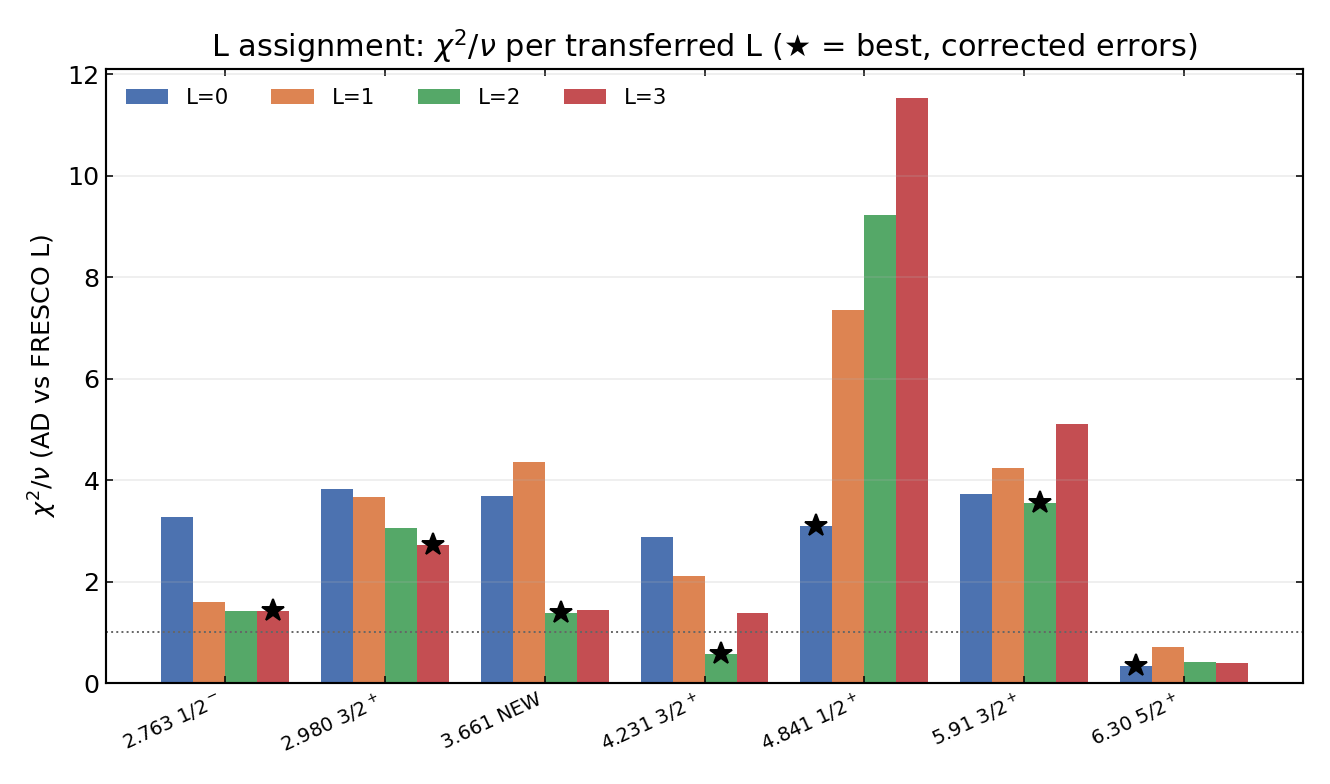 L assignment: χ²/ν per transferred L (★ = best, corrected errors)
L=0 L=1 L=2 L=3
χ²/ν (AD vs FRESCO L)
12
10
8
6
4
2
0
2.763 1/2⁻ 2.980 3/2⁺ 3.661 NEW 4.231 3/2⁺ 4.841 1/2⁺ 5.91 3/2⁺ 6.30 5/2⁺